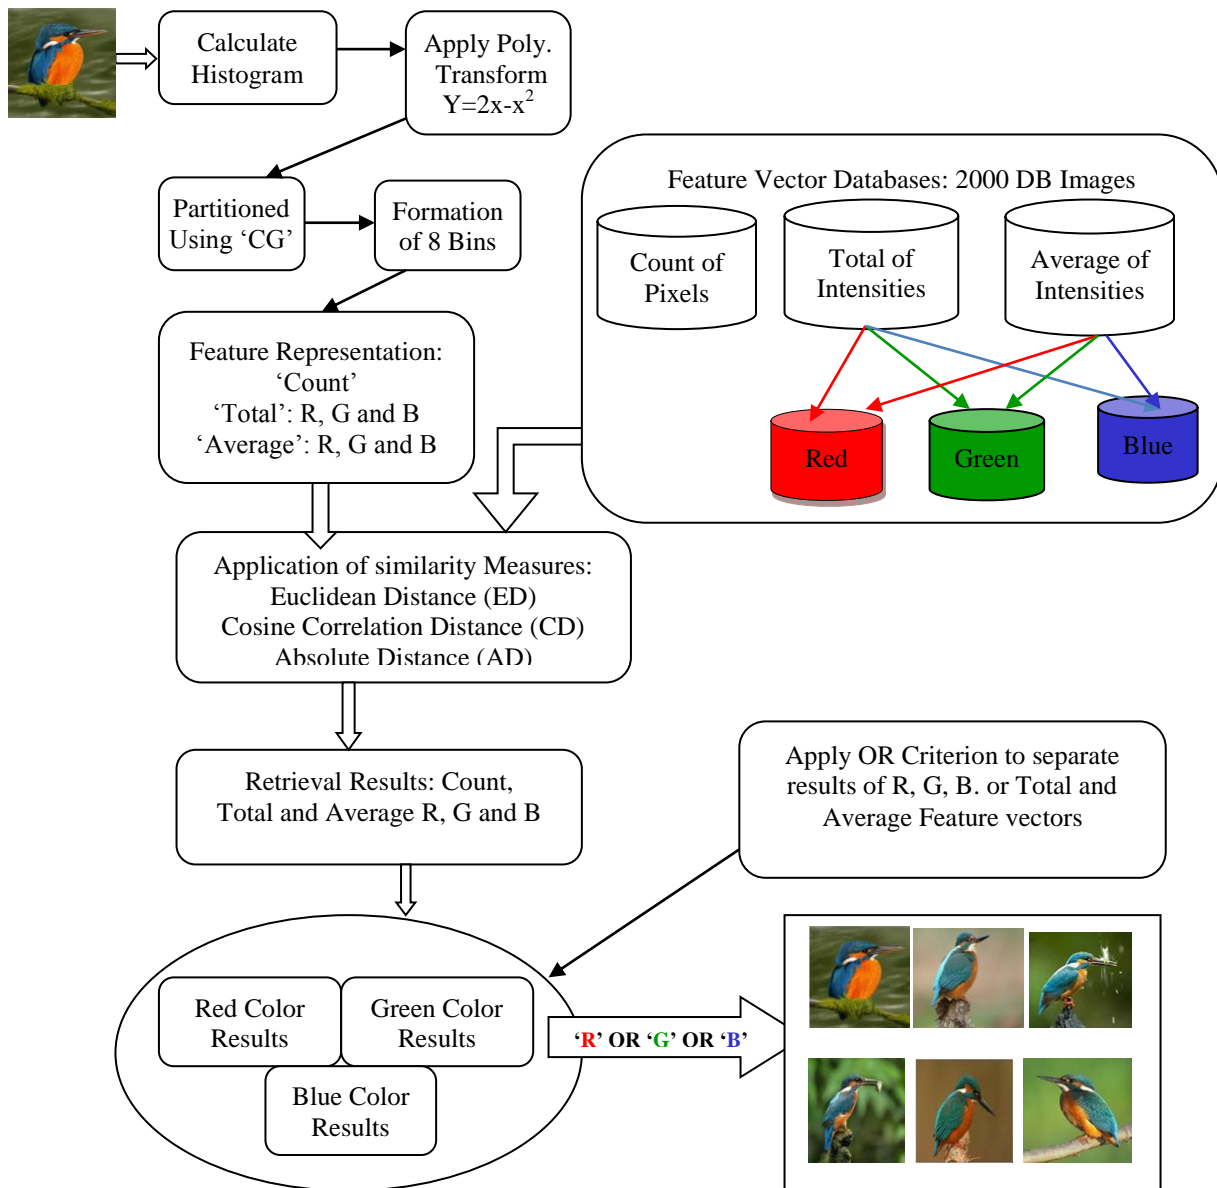 Calculate
Histogram
Apply Poly.
Transform
Y=2x-x²
Partitioned
Using ‘CG’
Formation
of 8 Bins
Feature Vector Databases: 2000 DB Images
Count of
Pixels
Total of
Intensities
Average of
Intensities
Red
Green
Blue
Feature Representation:
‘Count’
‘Total’: R, G and B
‘Average’: R, G and B
Application of similarity Measures:
Euclidean Distance (ED)
Cosine Correlation Distance (CD)
Absolute Distance (AD)
Retrieval Results: Count,
Total and Average R, G and B
Apply OR Criterion to separate
results of R, G, B. or Total and
Average Feature vectors
Red Color
Results
Green Color
Results
Blue Color
Results
‘R’ OR ‘G’ OR ‘B’